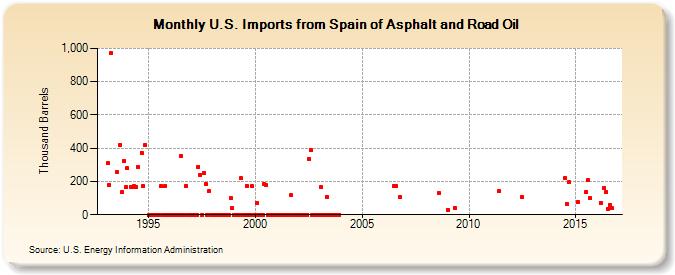 Monthly U.S. Imports from Spain of Asphalt and Road Oil
Thousand Barrels
1,000
800
600
400
200
0
1995 2000 2005 2010 2015
Source: U.S. Energy Information Administration